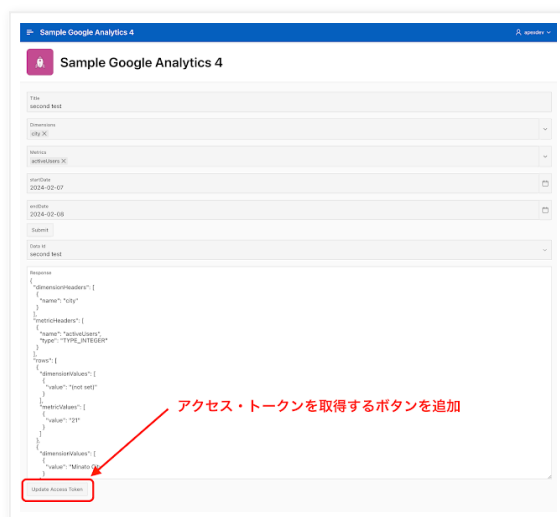 Sample Google Analytics 4
apexdev
Sample Google Analytics 4
Title
second test
Dimensions
city X
Metrics
activeUsers X
startDate
2024-02-07
endDate
2024-02-08
Submit
Data Id
second test
Response
{
"dimensionHeaders": [
{
"name": "city"
}
],
"metricHeaders": [
{
"name": "activeUsers",
"type": "TYPE_INTEGER"
}
],
"rows": [
{
"dimensionValues": [
{
"value": "(not set)"
}
],
"metricValues": [
{
"value": "21"
}
]
},
{
"dimensionValues": [
{
"value": "Minato
}
アクセス・トークンを取得するボタンを追加
Update Access Token